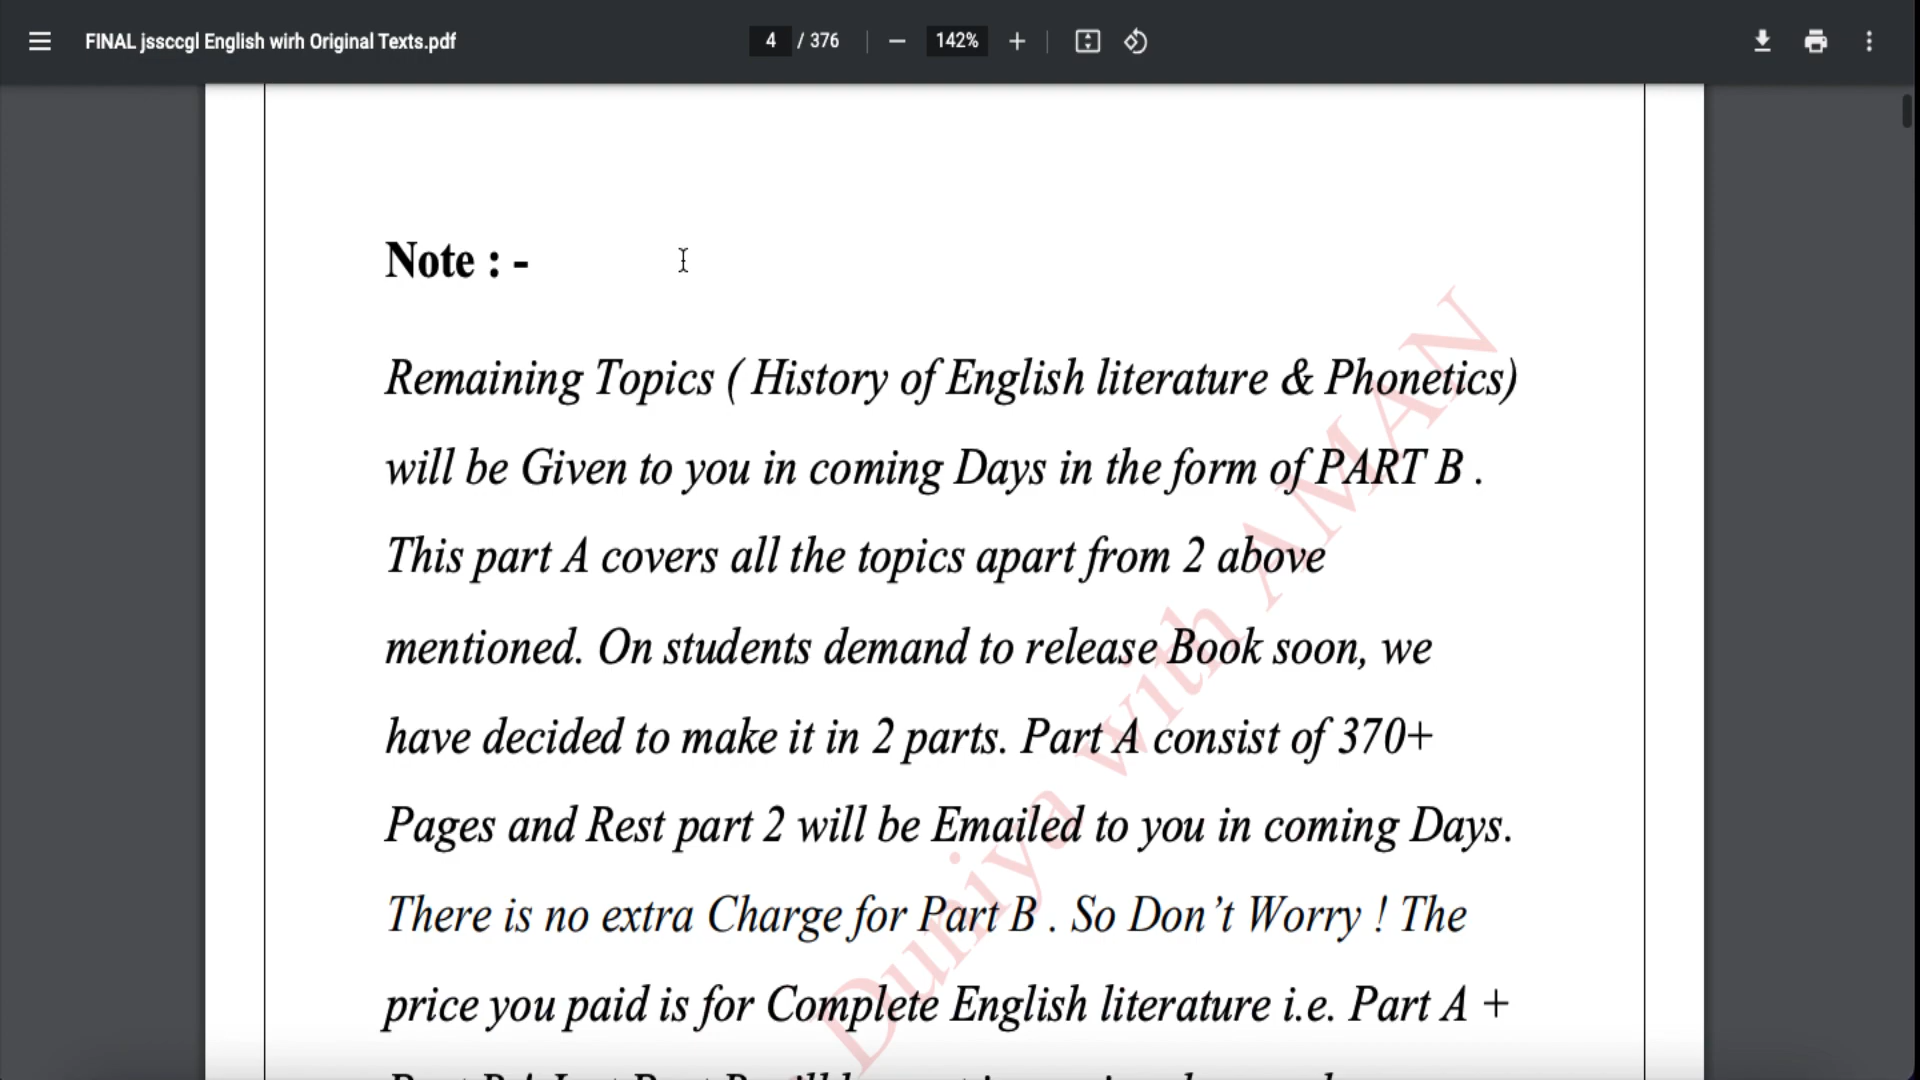 FINAL jssccgl English wirh Original Texts.pdf
4 / 376
142%
Note : -
Remaining Topics ( History of English literature & Phonetics)
will be Given to you in coming Days in the form of PART B .
This part A covers all the topics apart from 2 above
mentioned. On students demand to release Book soon, we
have decided to make it in 2 parts. Part A consist of 370+
Pages and Rest part 2 will be Emailed to you in coming Days.
There is no extra Charge for Part B . So Don’t Worry ! The
price you paid is for Complete English literature i.e. Part A +
Duniya with AMAN